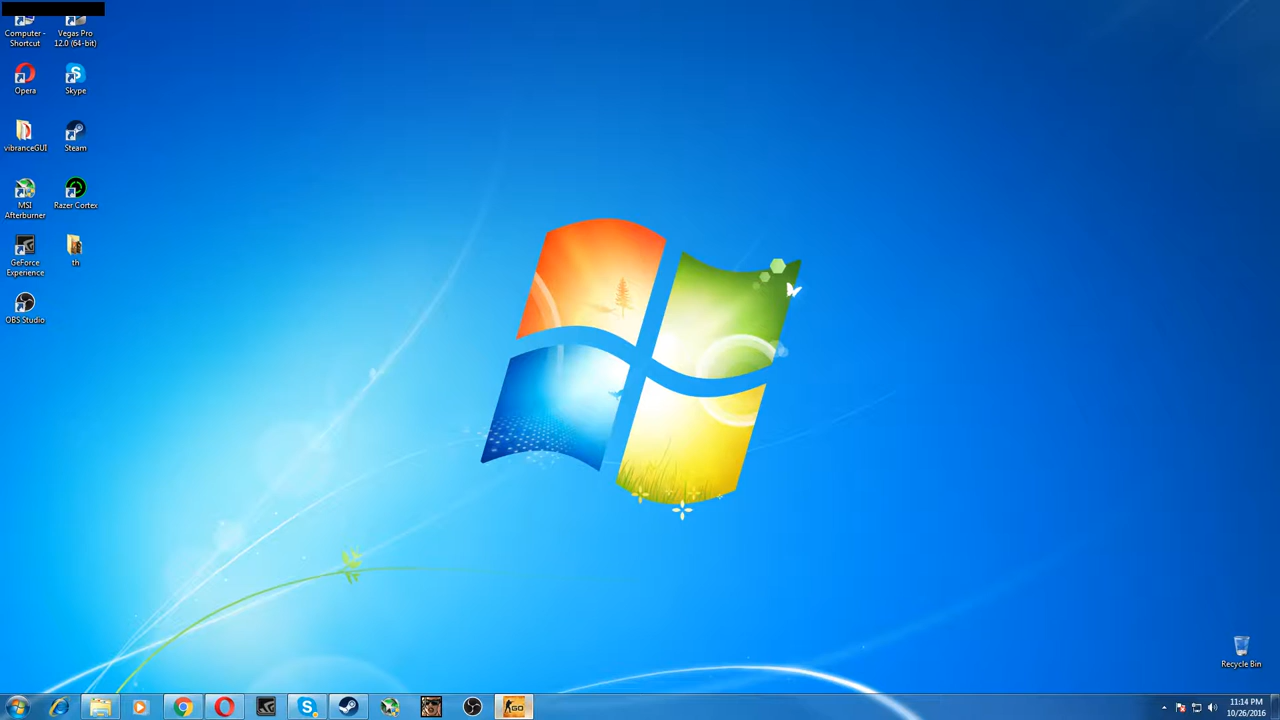 Computer -
Shortcut
Vegas Pro
12.0 (64-bit)
Opera
Skype
vibranceGUI
Steam
MSI
Afterburner
Razer Cortex
GeForce
Experience
th
OBS Studio
Recycle Bin
GO
11:14 PM
10/26/2016